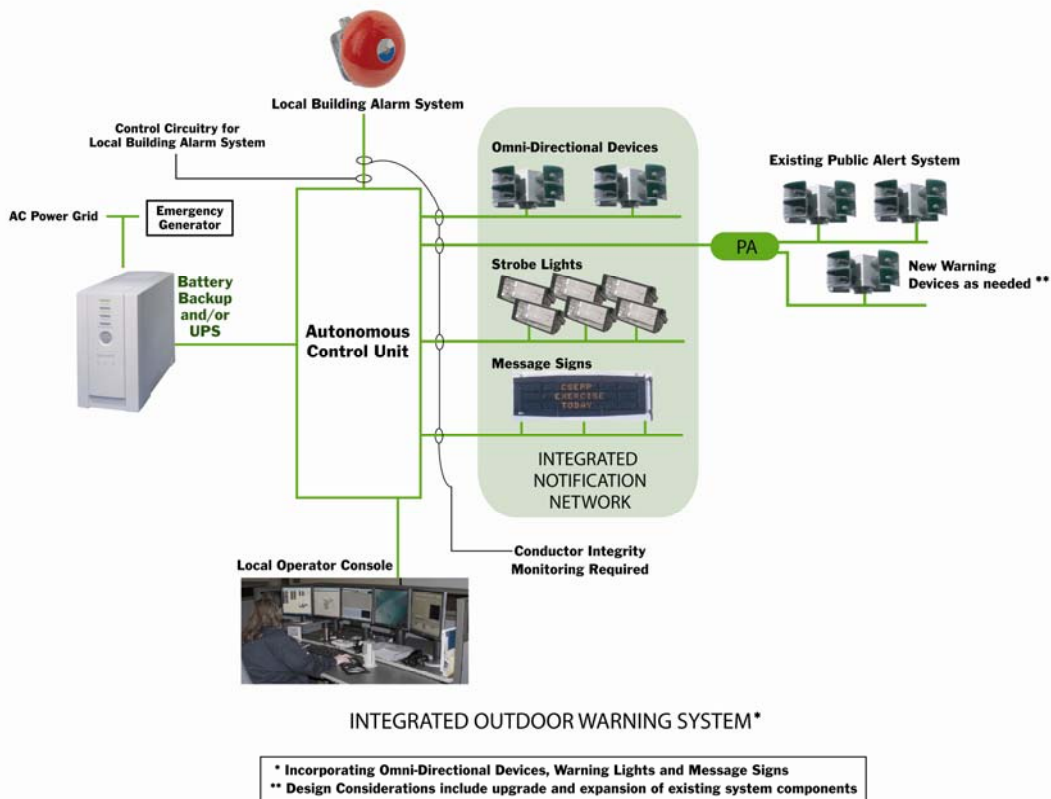 Local Building Alarm System
Control Circuitry for
Local Building Alarm System
Omni-Directional Devices
Existing Public Alert System
AC Power Grid
Emergency
Generator
PA
Strobe Lights
New Warning
Devices as needed **
Battery
Backup
and/or
UPS
Autonomous
Control Unit
Message Signs
CSEPP
EXERCISE
TODAY
INTEGRATED
NOTIFICATION
NETWORK
Conductor Integrity
Monitoring Required
Local Operator Console
INTEGRATED OUTDOOR WARNING SYSTEM*
* Incorporating Omni-Directional Devices, Warning Lights and Message Signs
** Design Considerations include upgrade and expansion of existing system components